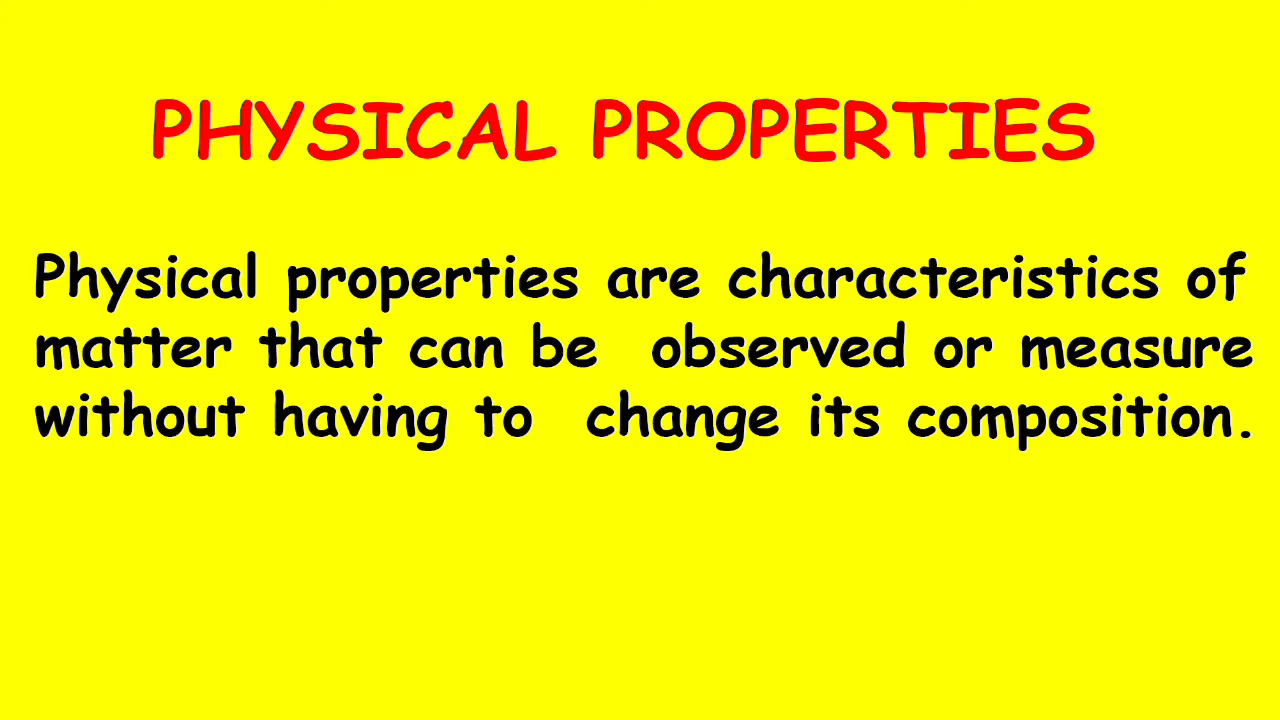 PHYSICAL PROPERTIES
Physical properties are characteristics of
matter that can be  observed or measure
without having to  change its composition.